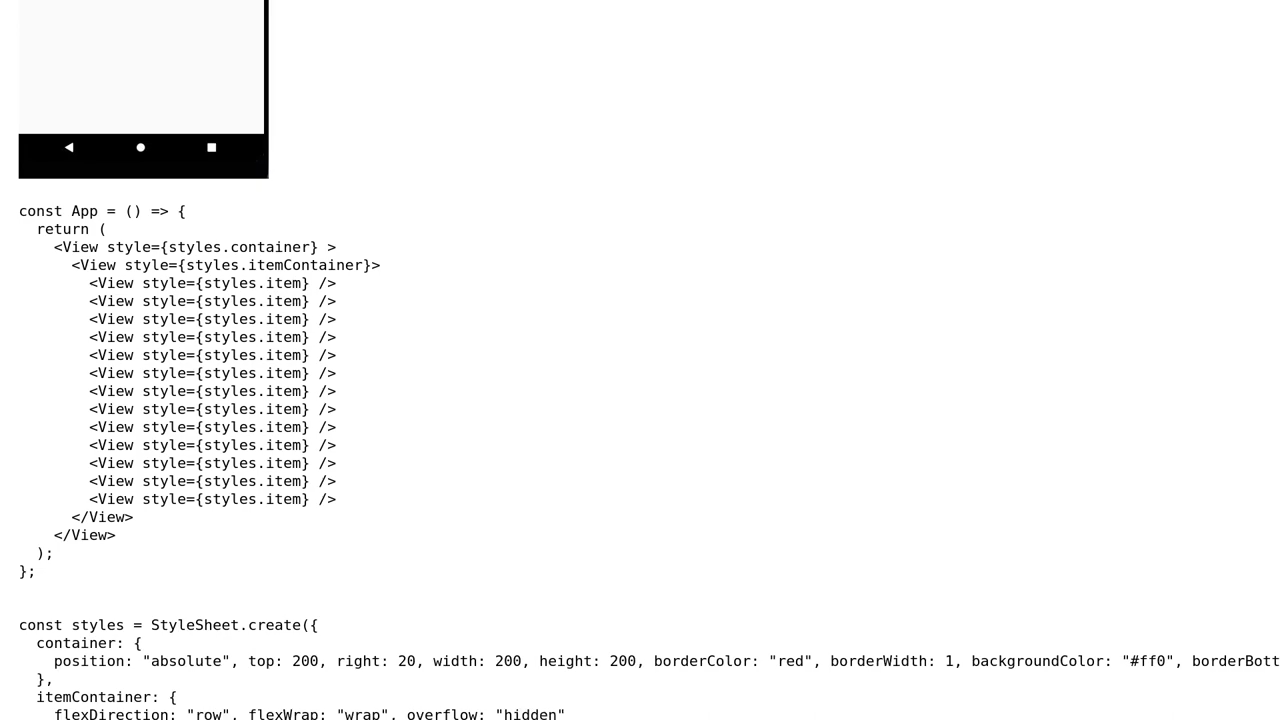 const App = () => {
  return (
    <View style={styles.container} >
      <View style={styles.itemContainer}>
        <View style={styles.item} />
        <View style={styles.item} />
        <View style={styles.item} />
        <View style={styles.item} />
        <View style={styles.item} />
        <View style={styles.item} />
        <View style={styles.item} />
        <View style={styles.item} />
        <View style={styles.item} />
        <View style={styles.item} />
        <View style={styles.item} />
        <View style={styles.item} />
        <View style={styles.item} />
      </View>
    </View>
  );
};
const styles = StyleSheet.create({
  container: {
    position: "absolute", top: 200, right: 20, width: 200, height: 200, borderColor: "red", borderWidth: 1, backgroundColor: "#ff0", borderBott
  },
  itemContainer: {
    flexDirection: "row", flexWrap: "wrap", overflow: "hidden"